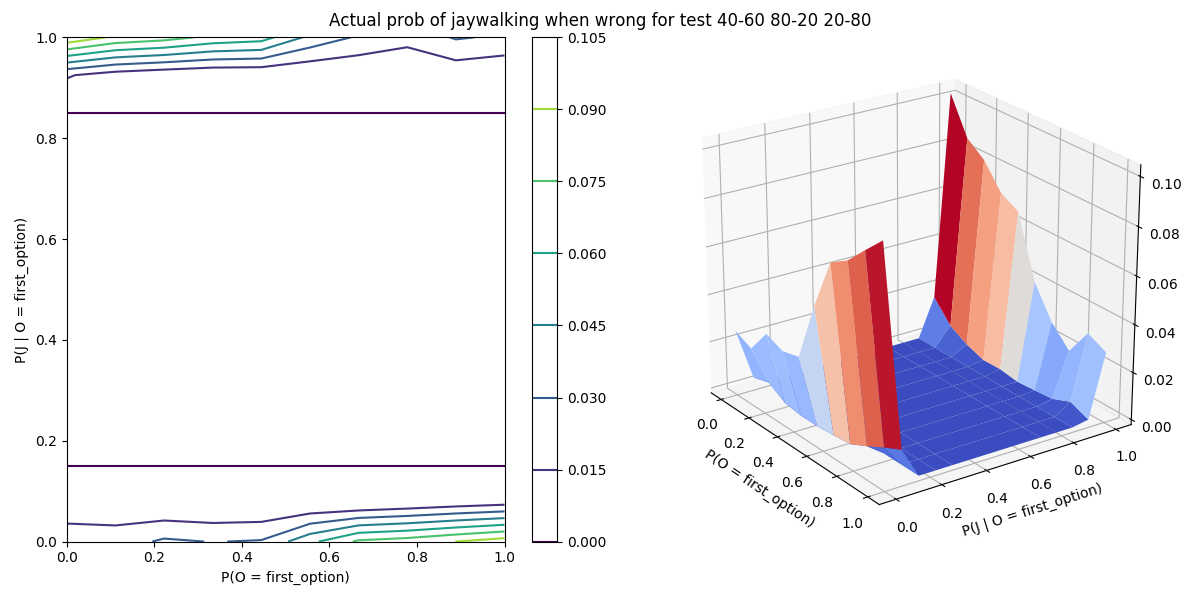 Actual prob of jaywalking when wrong for test 40-60 80-20 20-80
1.0
0.8
0.6
0.4
0.2
0.0
P(J | O = first_option)
0.0 0.2 0.4 0.6 0.8 1.0
P(O = first_option)
0.105
0.090
0.075
0.060
0.045
0.030
0.015
0.000
0.10
0.08
0.06
0.04
0.02
0.00
0.0 0.2 0.4 0.6 0.8 1.0
P(O = first_option)
0.0 0.2 0.4 0.6 0.8 1.0
P(J | O = first_option)